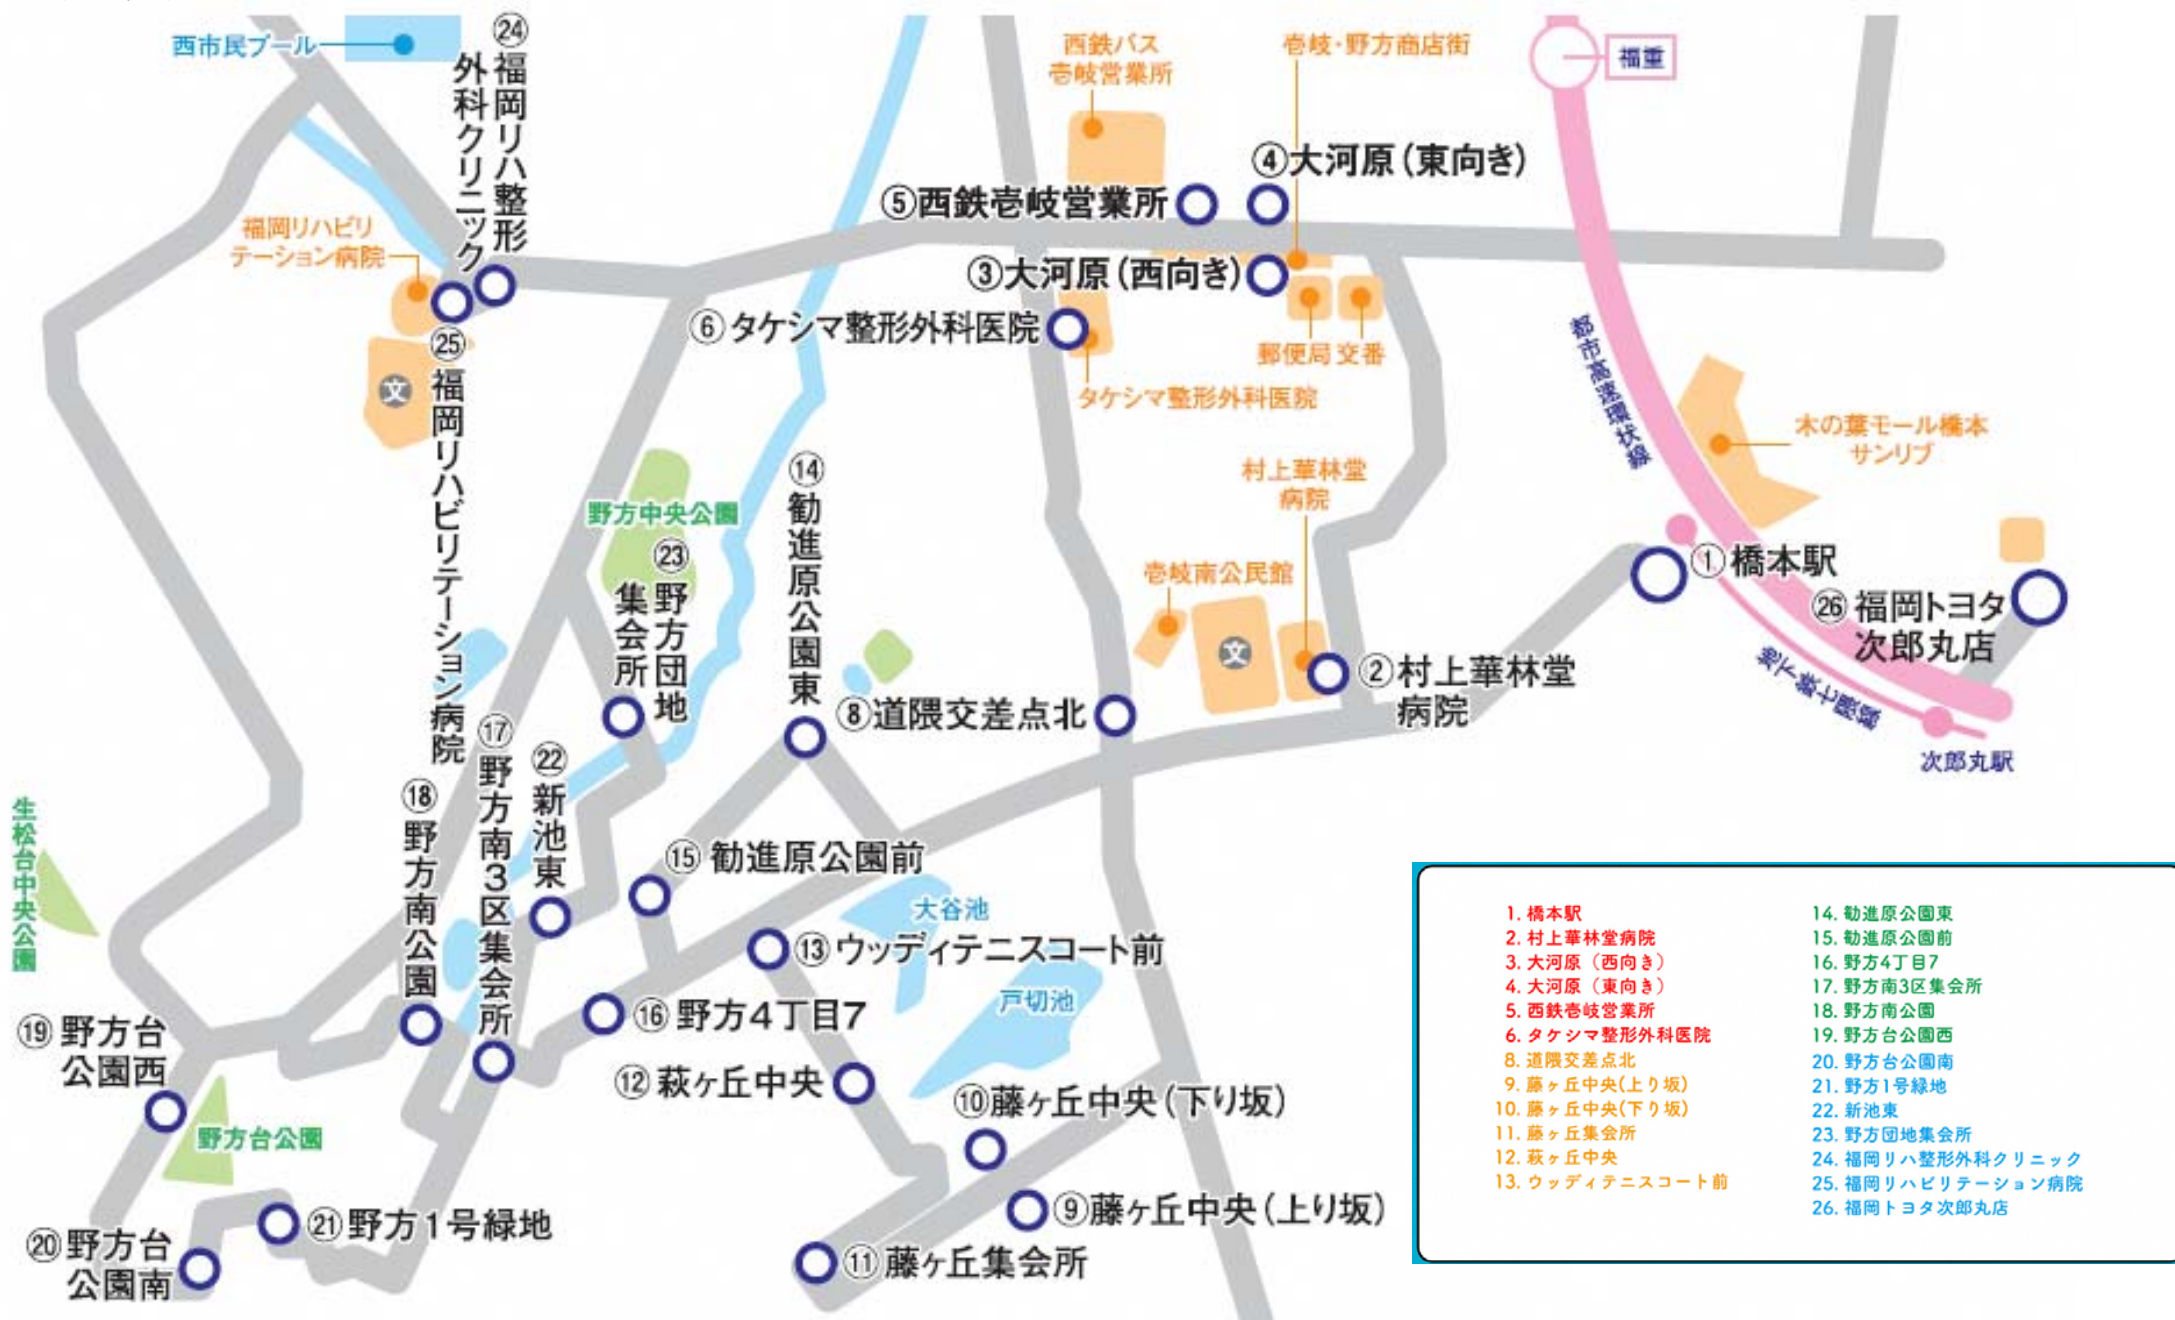 西市民プール
㉔福岡リハ整形
外科クリニック
西鉄バス
壱岐営業所
壱岐・野方商店街
福重
④大河原（東向き）
⑤西鉄壱岐営業所
福岡リハビリ
テーション病院
③大河原（西向き）
⑥タケシマ整形外科医院
郵便局
交番
タケシマ整形外科医院
都市高速環状線
木の葉モール橋本
サンリブ
文
㉕福岡リハビリテーション病院
野方中央公園
⑭勧進原公園東
村上華林堂
病院
㉓野方団地
集会所
壱岐南公民館
文
①橋本駅
㉖福岡トヨタ
次郎丸店
地下鉄七隈線
次郎丸駅
②村上華林堂
病院
⑧道隈交差点北
⑰野方南3区集会所
㉒新池東
⑱野方南公園
生松台中央公園
⑮勧進原公園前
大谷池
⑬ウッディテニスコート前
戸切池
⑯野方4丁目7
⑲野方台
公園西
⑫萩ヶ丘中央
⑩藤ヶ丘中央（下り坂）
野方台公園
⑨藤ヶ丘中央（上り坂）
㉑野方1号緑地
⑳野方台
公園南
⑪藤ヶ丘集会所
1. 橋本駅
2. 村上華林堂病院
3. 大河原（西向き）
4. 大河原（東向き）
5. 西鉄壱岐営業所
6. タケシマ整形外科医院
8. 道隈交差点北
9. 藤ヶ丘中央(上り坂)
10. 藤ヶ丘中央(下り坂)
11. 藤ヶ丘集会所
12. 萩ヶ丘中央
13. ウッディテニスコート前
14. 勧進原公園東
15. 勧進原公園前
16. 野方4丁目7
17. 野方南3区集会所
18. 野方南公園
19. 野方台公園西
20. 野方台公園南
21. 野方1号緑地
22. 新池東
23. 野方団地集会所
24. 福岡リハ整形外科クリニック
25. 福岡リハビリテーション病院
26. 福岡トヨタ次郎丸店